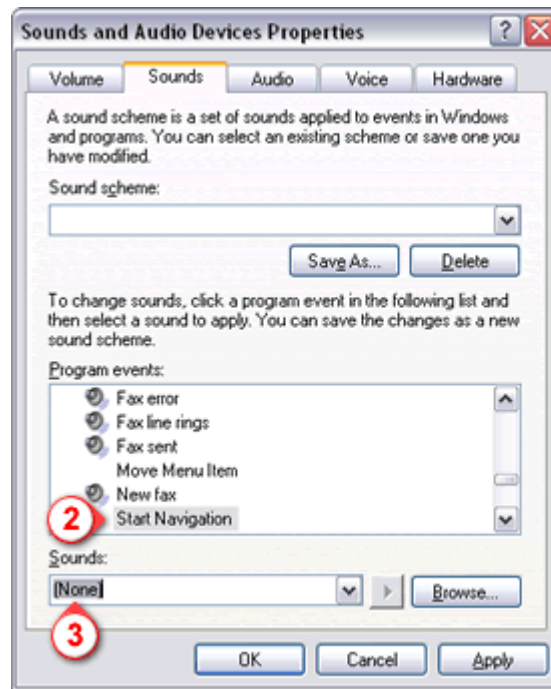 Sounds and Audio Devices Properties
Volume Sounds Audio Voice Hardware
A sound scheme is a set of sounds applied to events in Windows
and programs. You can select an existing scheme or save one you
have modified.
Sound scheme:
Save As... Delete
To change sounds, click a program event in the following list and
then select a sound to apply. You can save the changes as a new
sound scheme.
Program events:
Fax error
Fax line rings
Fax sent
Move Menu Item
New fax
2 Start Navigation
Sounds:
(None) Browse...
3
OK Cancel Apply